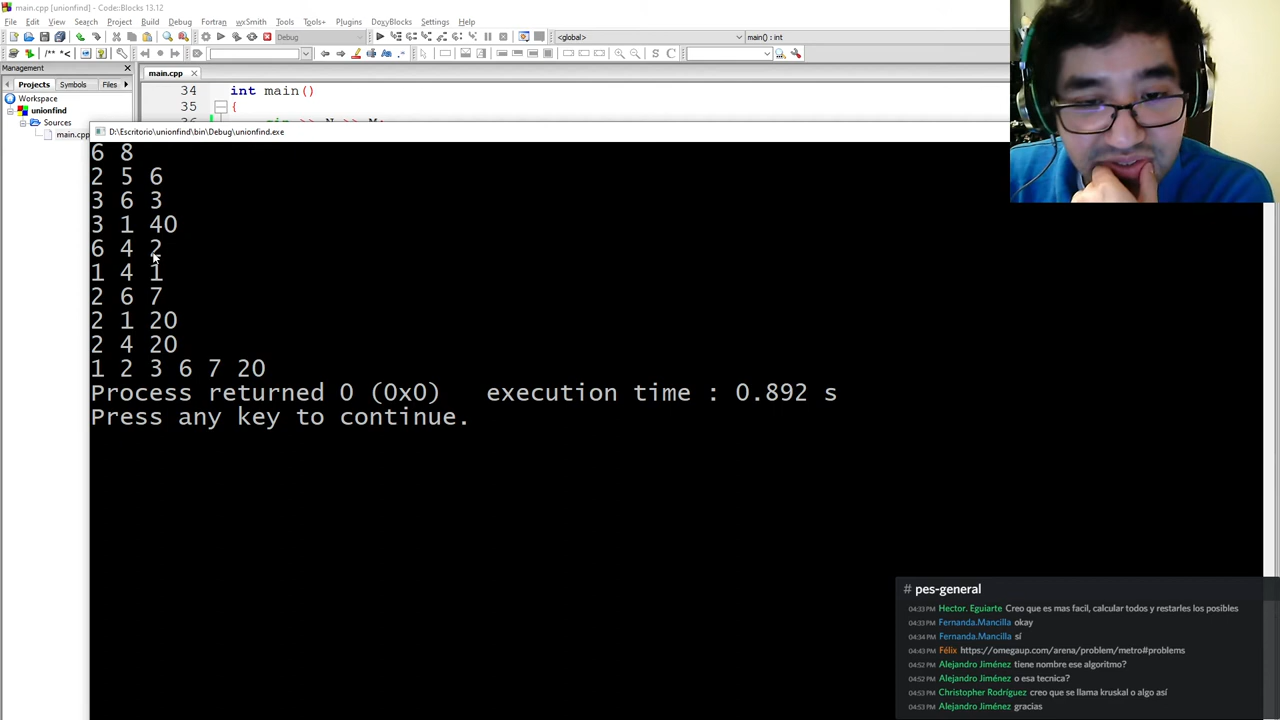 main.cpp [unionfind] - Code::Blocks 13.12
File Edit View Search Project Build Debug Fortran wxSmith Tools Tools+ Plugins DoxyBlocks Settings Help
Debug
<global>
main() : int
Management
Projects Symbols Files
Workspace
unionfind
Sources
main.cpp
main.cpp
34 int main()
35 {
D:\Escritorio\unionfind\bin\Debug\unionfind.exe
6 8
2 5 6
3 6 3
3 1 40
6 4 2
1 4 1
2 6 7
2 1 20
2 4 20
1 2 3 6 7 20
Process returned 0 (0x0)   execution time : 0.892 s
Press any key to continue.
# pes-general
04:33 PM Hector. Eguiarte Creo que es mas facil, calcular todos y restarles los posibles
04:33 PM Fernanda.Mancilla okay
04:34 PM Fernanda.Mancilla sí
04:43 PM Félix https://omegaup.com/arena/problem/metro#problems
04:52 PM Alejandro Jiménez tiene nombre ese algoritmo?
04:52 PM Alejandro Jiménez o esa tecnica?
04:53 PM Christopher Rodríguez creo que se llama kruskal o algo así
04:53 PM Alejandro Jiménez gracias